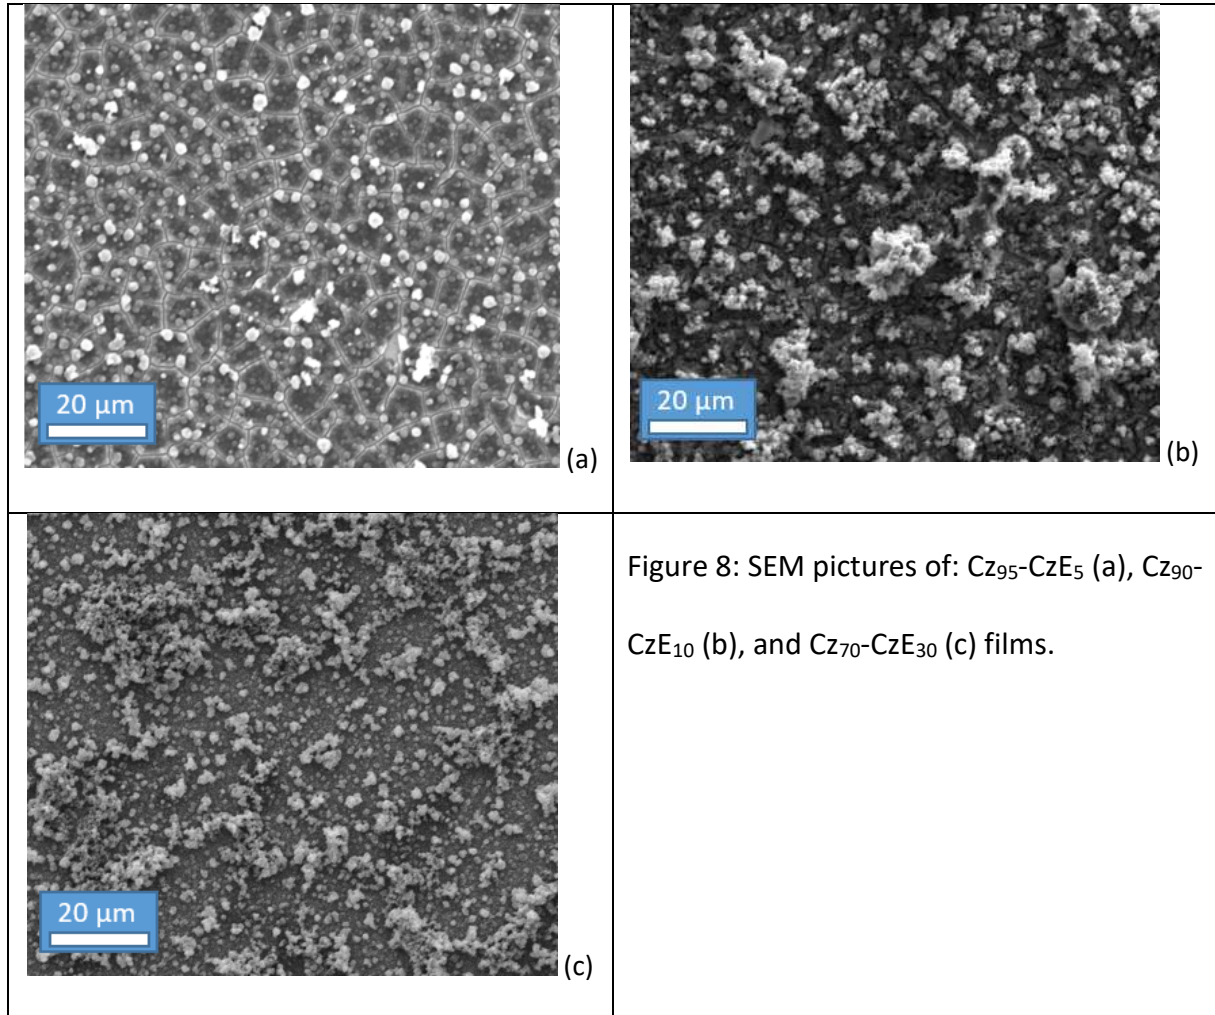 20 μm
(a)
20 μm
(b)
20 μm
(c)
Figure 8: SEM pictures of: Cz₉₅-CzE₅ (a), Cz₉₀-
CzE₁₀ (b), and Cz₇₀-CzE₃₀ (c) films.